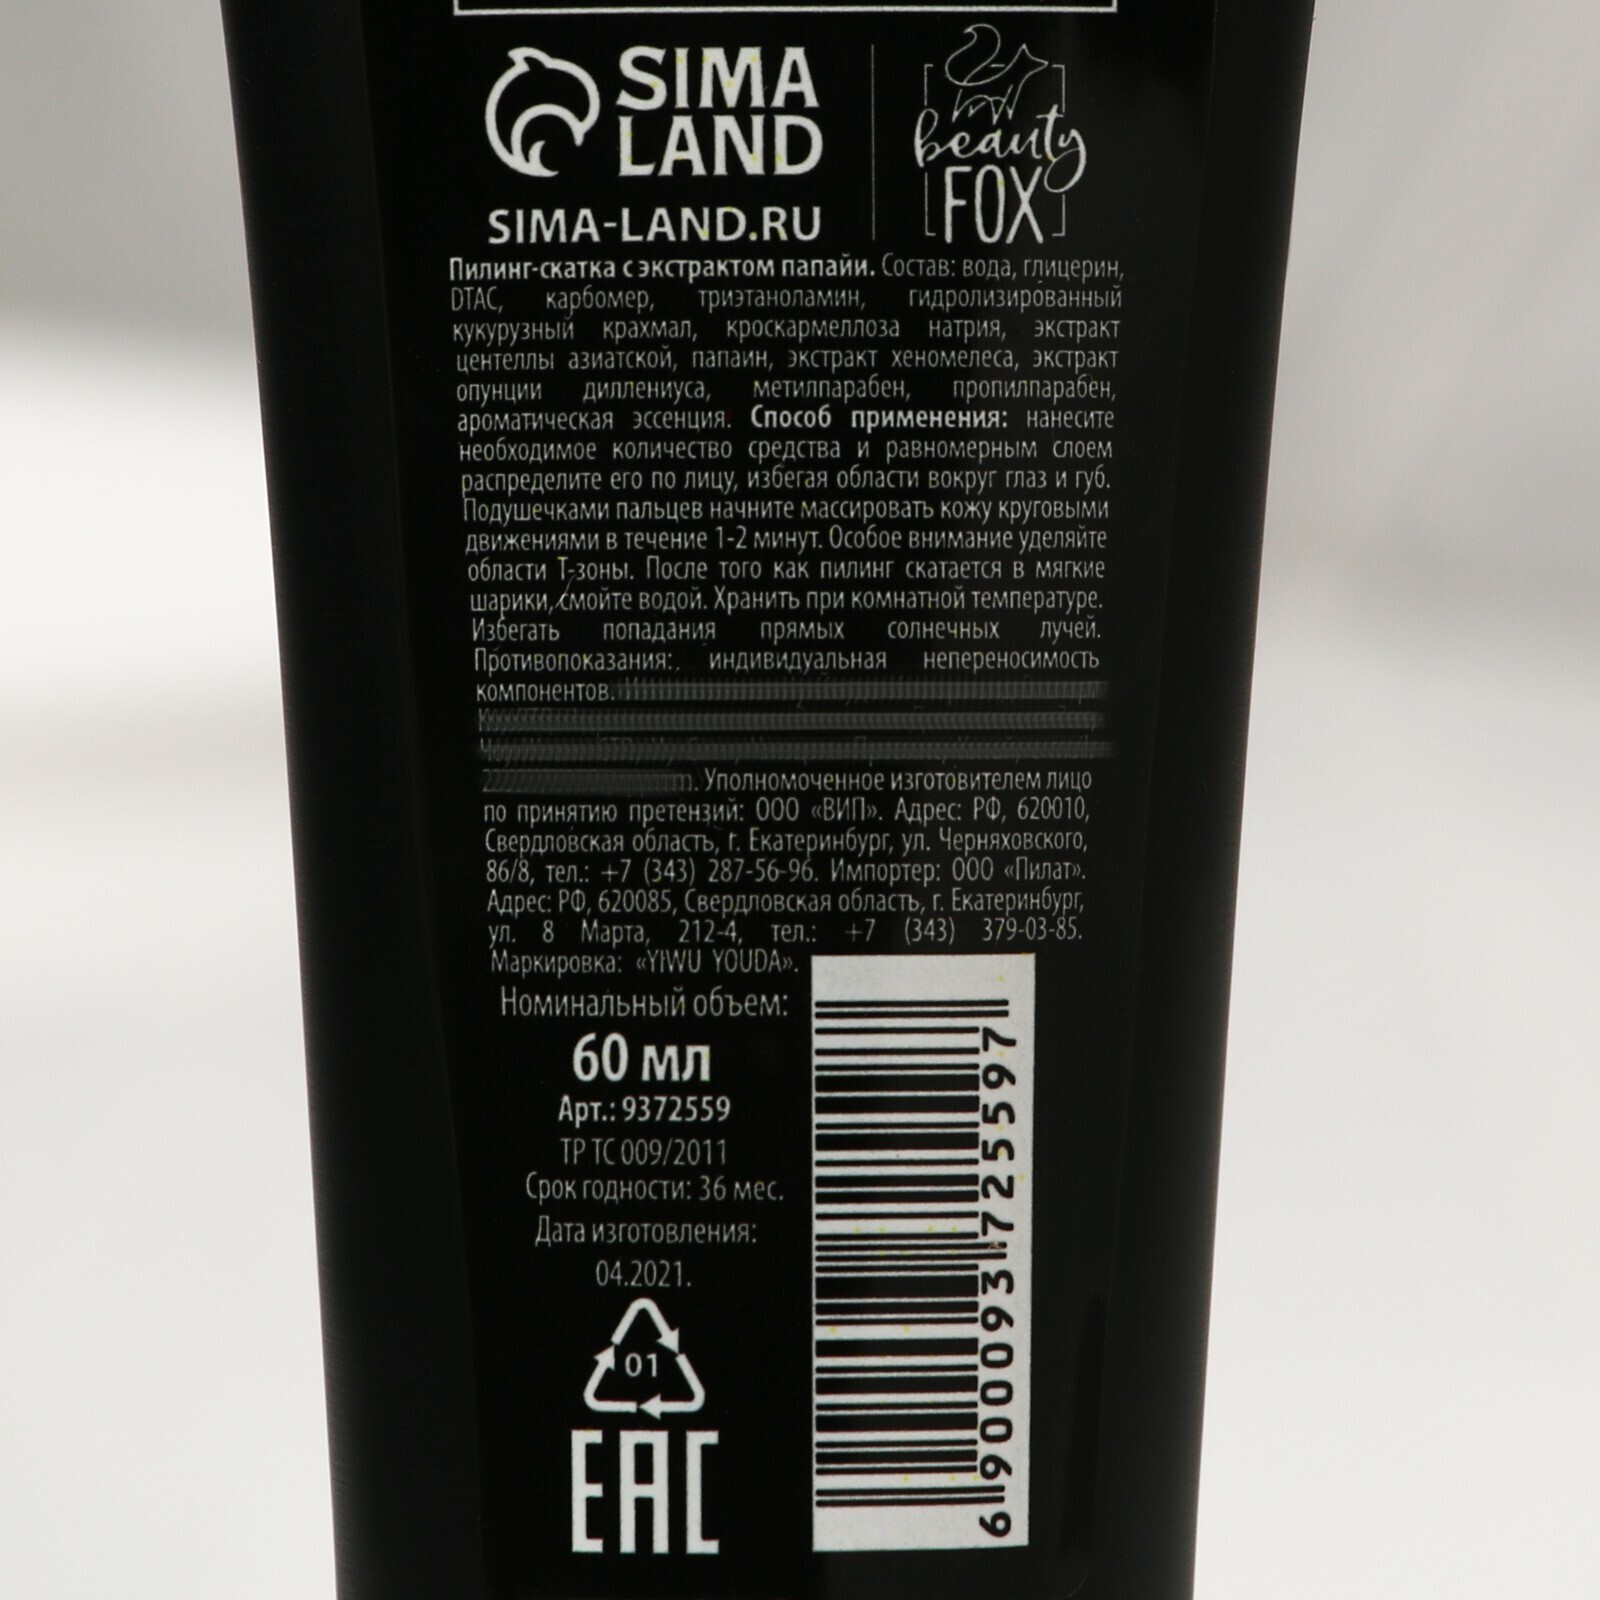 SIMA
LAND
SIMA-LAND.RU
beauty
FOX
Пилинг-скатка с экстрактом папайи. Состав: вода, глицерин,
DTAC, карбомер, триэтаноламин, гидролизированный
кукурузный крахмал, кроскармеллоза натрия, экстракт
центеллы азиатской, папаин, экстракт хеномелеса, экстракт
опунции диллениуса, метилпарабен, пропилпарабен,
ароматическая эссенция. Способ применения: нанесите
необходимое количество средства и равномерным слоем
распределите его по лицу, избегая области вокруг глаз и губ.
Подушечками пальцев начните массировать кожу круговыми
движениями в течение 1-2 минут. Особое внимание уделяйте
области Т-зоны. После того как пилинг скатается в мягкие
шарики, смойте водой. Хранить при комнатной температуре.
Избегать попадания прямых солнечных лучей.
Противопоказания: индивидуальная непереносимость
компонентов.
Уполномоченное изготовителем лицо
по принятию претензий: ООО «ВИП». Адрес: РФ, 620010,
Свердловская область, г. Екатеринбург, ул. Черняховского,
86/8, тел.: +7 (343) 287-56-96. Импортер: ООО «Пилат».
Адрес: РФ, 620085, Свердловская область, г. Екатеринбург,
ул. 8 Марта, 212-4, тел.: +7 (343) 379-03-85.
Маркировка: «YIWU YOUDA».
Номинальный объем:
60 мл
Арт.: 9372559
ТР ТС 009/2011
Срок годности: 36 мес.
Дата изготовления:
04.2021.
01
EAC
6 900093 725597